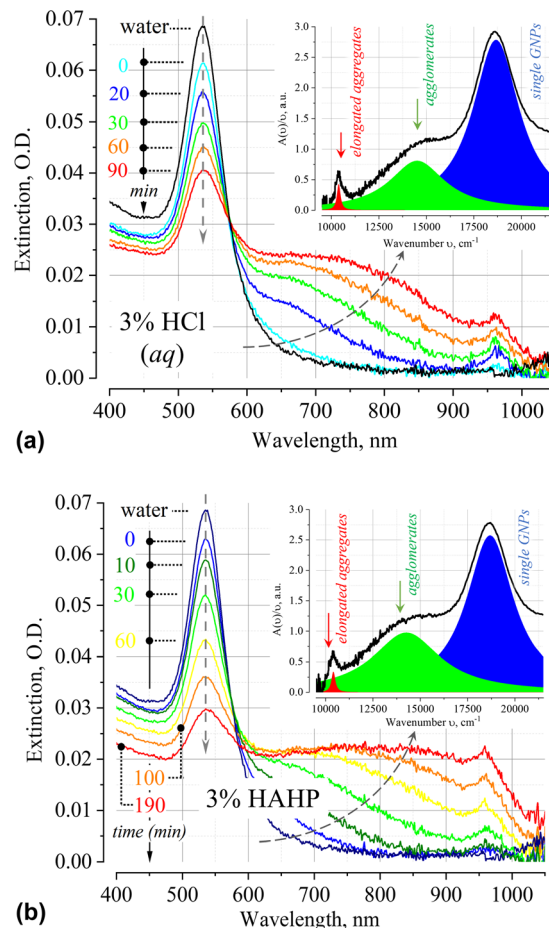 (a)
Extinction, O.D.
0.07
0.06
0.05
0.04
0.03
0.02
0.01
0.00
water
0
20
30
60
90
min
3% HCl
(aq)
400 500 600 700 800 900 1000
Wavelength, nm
A(υ)/υ, a.u.
3.0
2.5
2.0
1.5
1.0
0.5
0.0
elongated aggregates
agglomerates
single GNPs
10000 12500 15000 17500 20000
Wavenumber υ, cm-1
(b)
Extinction, O.D.
0.07
0.06
0.05
0.04
0.03
0.02
0.01
0.00
water
0
10
30
60
100
190
time (min)
3% HAHP
400 500 600 700 800 900 1000
Wavelength, nm
A(υ)/υ, a.u.
3.0
2.5
2.0
1.5
1.0
0.5
0.0
elongated aggregates
agglomerates
single GNPs
10000 12500 15000 17500 20000
Wavenumber υ, cm-1